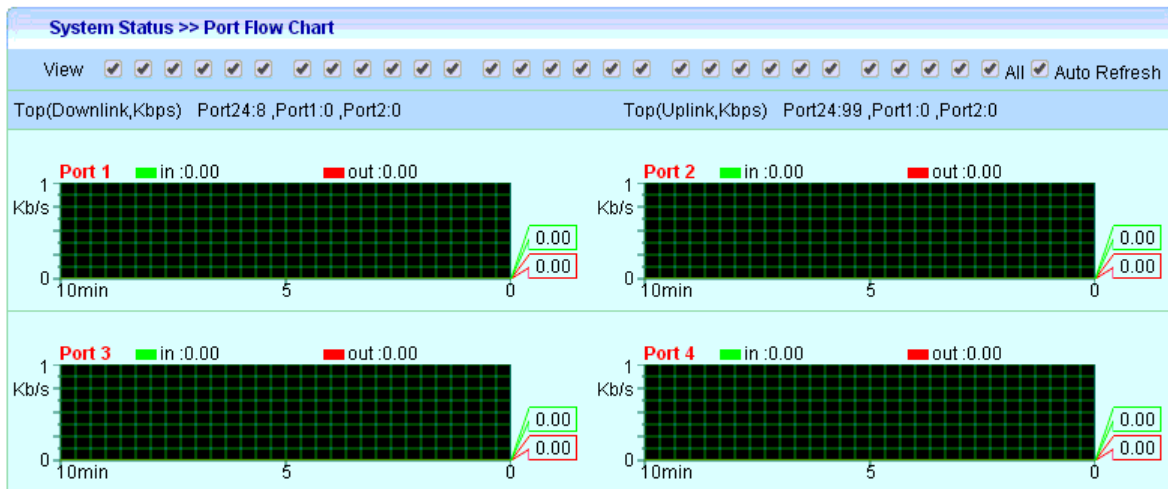 System Status >> Port Flow Chart
View All Auto Refresh
Top(Downlink,Kbps) Port24:8 ,Port1:0 ,Port2:0 Top(Uplink,Kbps) Port24:99 ,Port1:0 ,Port2:0
Port 1 in :0.00 out :0.00 Port 2 in :0.00 out :0.00
1 1
Kb/s Kb/s
0.00 0.00
0.00 0.00
0 0
10min 5 0 10min 5 0
Port 3 in :0.00 out :0.00 Port 4 in :0.00 out :0.00
1 1
Kb/s Kb/s
0.00 0.00
0.00 0.00
0 0
10min 5 0 10min 5 0